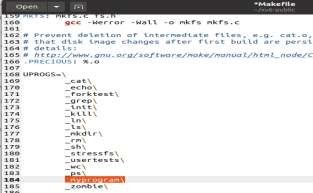 Open
*Makefile
~/xv6-public
159 mkfs: mkfs.c fs.h
160 gcc -Werror -Wall -o mkfs mkfs.c
161
162 # Prevent deletion of intermediate files, e.g. cat.o,
163 # that disk image changes after first build are persi
164 # details:
165 # http://www.gnu.org/software/make/manual/html_node/C
166 .PRECIOUS: %.o
167
168 UPROGS=\
169 _cat\
170 _echo\
171 _forktest\
172 _grep\
173 _init\
174 _kill\
175 _ln\
176 _ls\
177 _mkdir\
178 _rm\
179 _sh\
180 _stressfs\
181 _usertests\
182 _wc\
183 _ps\
184 _myprogram\
185 _zombie\